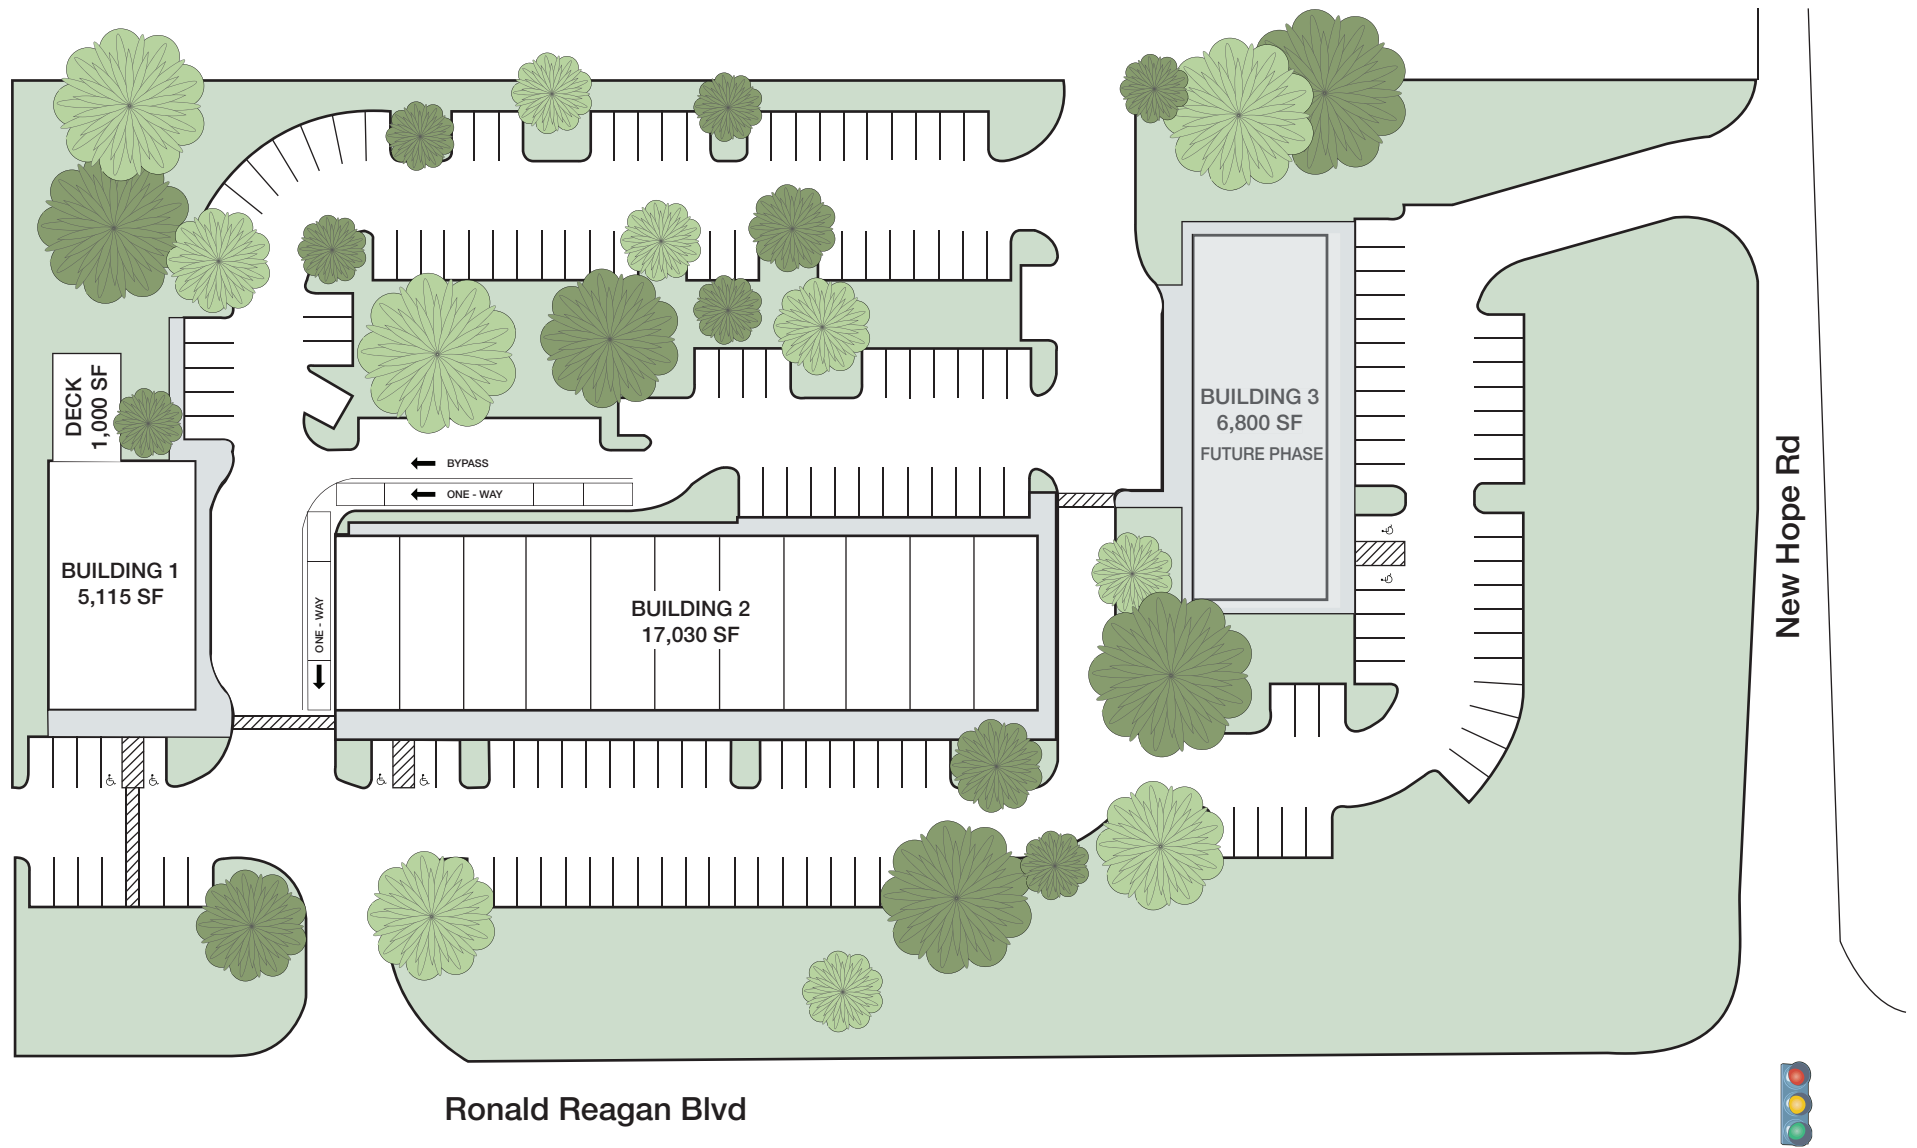 DECK
1,000 SF
BUILDING 1
5,115 SF
BYPASS
ONE - WAY
ONE - WAY
BUILDING 2
17,030 SF
BUILDING 3
6,800 SF
FUTURE PHASE
New Hope Rd
Ronald Reagan Blvd